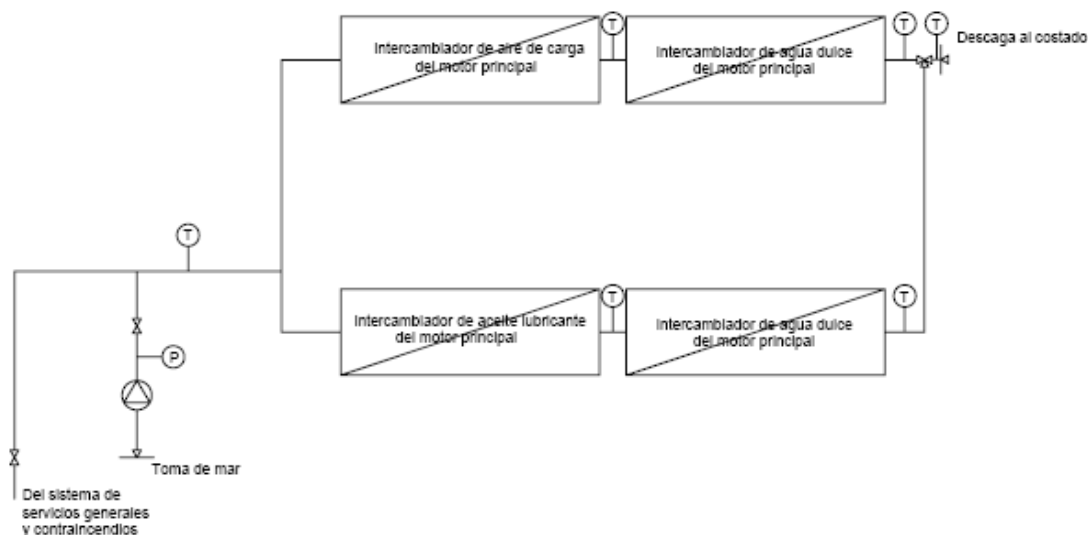 Intercambiador de aire de carga
del motor principal
T
Intercambiador de agua dulce
del motor principal
T
T
Descaga al costado
T
Intercambiador de aceite lubricante
del motor principal
T
Intercambiador de agua dulce
del motor principal
T
P
Toma de mar
Del sistema de
servicios generales
y contraincendios